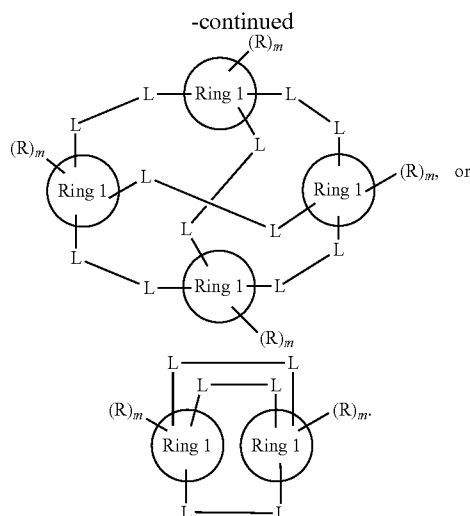 -continued
(R)m
L Ring 1 L
L L
L
(R)m
(R)m, or
L
Ring 1 Ring 1
L
L
L L
L Ring 1 L
(R)m
L L
L L
(R)m (R)m.
Ring 1 Ring 1
L L